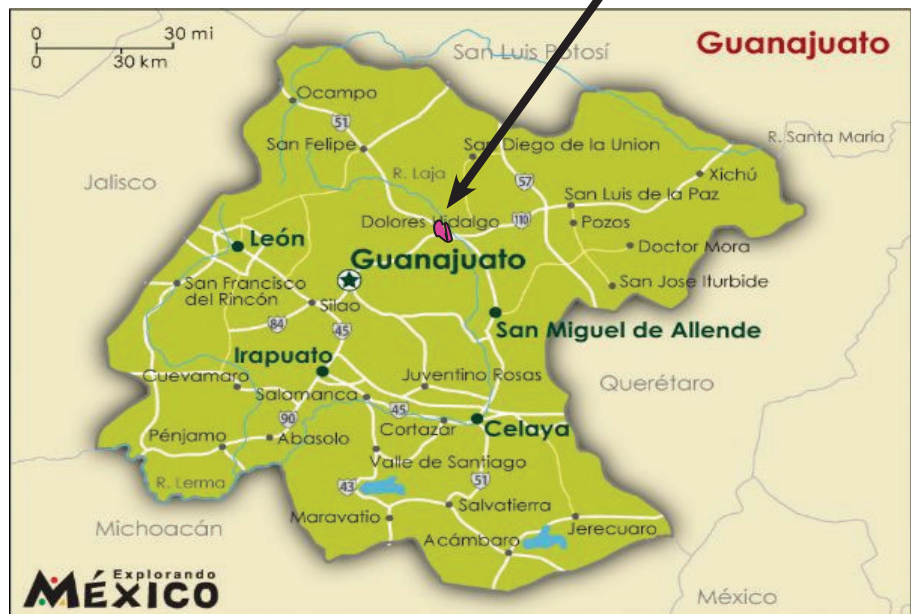 0 30 mi
0 30 km
San Luis Potosí
Guanajuato
Ocampo
51
San Felipe
San Diego de la Union
R. Santa María
R. Laja
57
Xichú
Jalisco
San Luis de la Paz
Dolores Hidalgo
110
Pozos
León
Doctor Mora
Guanajuato
San Francisco
del Rincón
San Jose Iturbide
Silao
84
45
San Miguel de Allende
Irapuato
Cuevamaro
Juventino Rosas
Querétaro
Salamanca
45
90
Cortazar
Celaya
Pénjamo
Abasolo
Valle de Santiago
R. Lerma
43
51
Salvatierra
Maravatio
Jerecuaro
Michoacán
Acámbaro
Explorando
MÉXICO
México